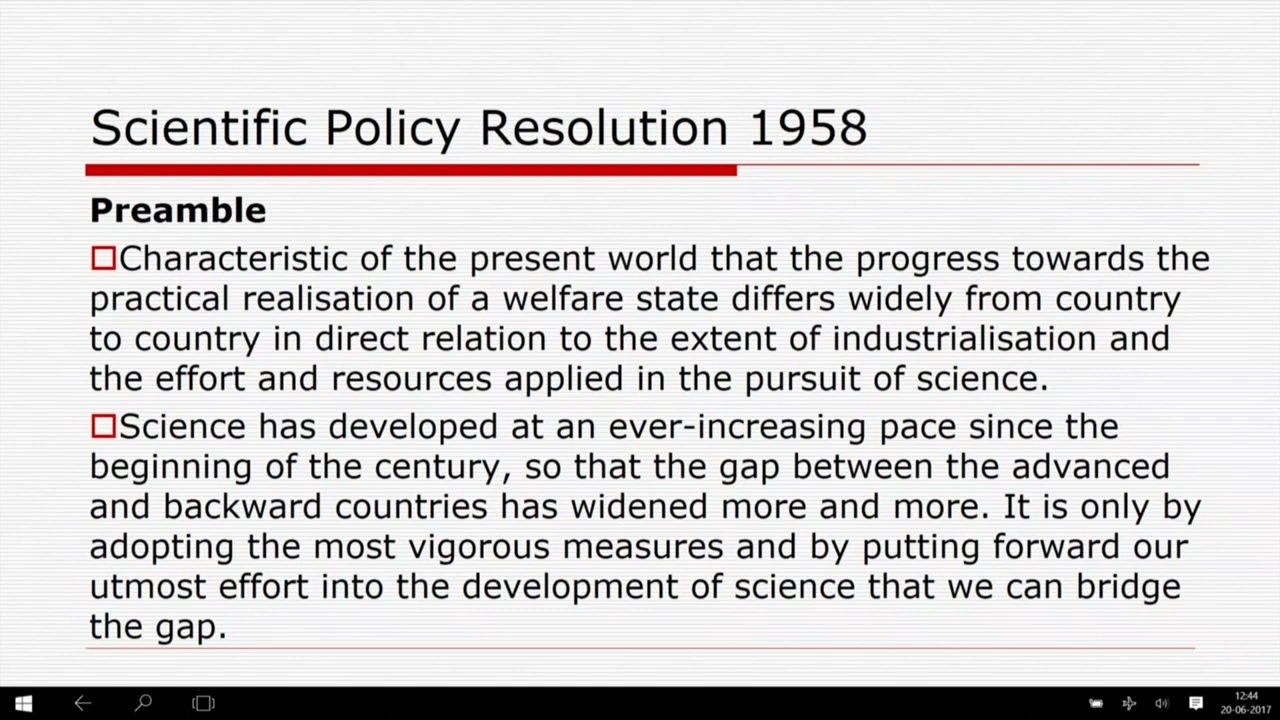 Scientific Policy Resolution 1958
Preamble
Characteristic of the present world that the progress towards the
practical realisation of a welfare state differs widely from country
to country in direct relation to the extent of industrialisation and
the effort and resources applied in the pursuit of science.
Science has developed at an ever-increasing pace since the
beginning of the century, so that the gap between the advanced
and backward countries has widened more and more. It is only by
adopting the most vigorous measures and by putting forward our
utmost effort into the development of science that we can bridge
the gap.
12:44
20-06-2017